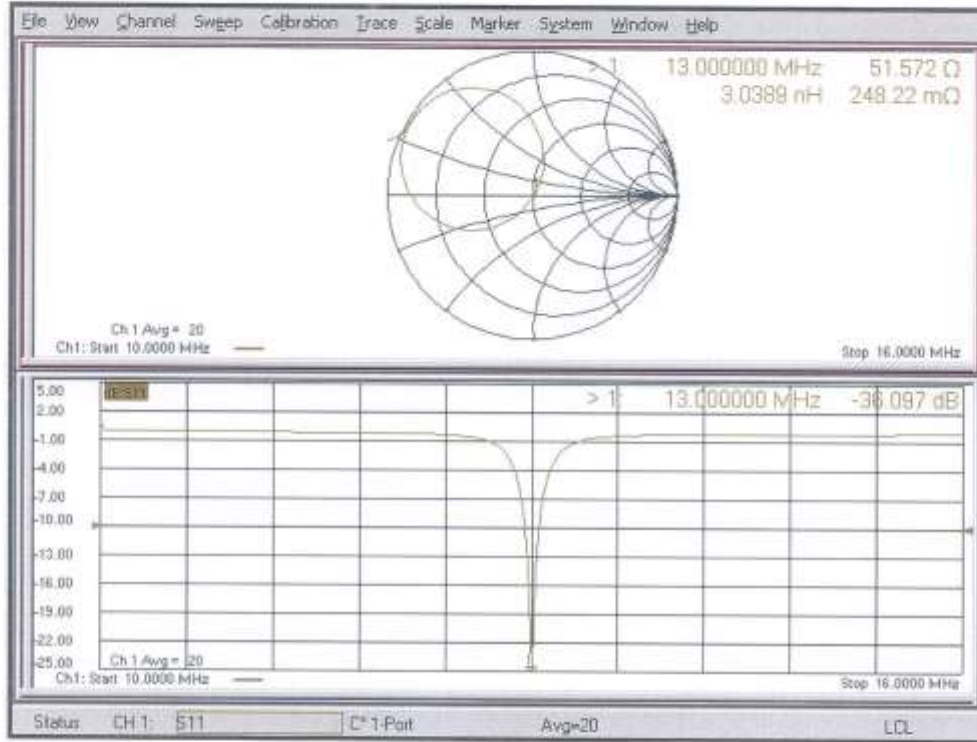 File View Channel Sweep Calibration Trace Scale Marker System Window Help
> 1 13.000000 MHz 51.572 Ω
3.0389 nH 248.22 mΩ
Ch 1 Avg = 20
Ch1: Start 10.0000 MHz
Stop 16.0000 MHz
5.00
dB S11
> 1: 13.000000 MHz -36.097 dB
2.00
-1.00
-4.00
-7.00
-10.00
-13.00
-16.00
-19.00
-22.00
-25.00
1
Ch 1 Avg = 20
Ch1: Start 10.0000 MHz
Stop 16.0000 MHz
Status CH 1: S11 C* 1-Port Avg=20 LCL